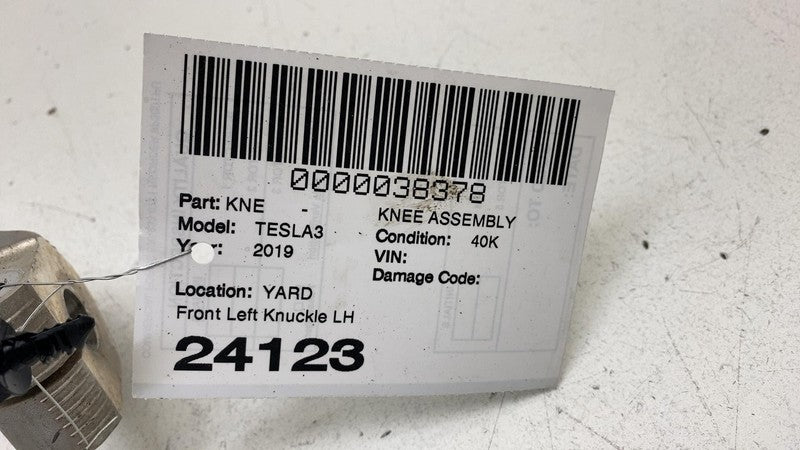 0000038378
Part: KNE - KNEE ASSEMBLY
Model: TESLA3 Condition: 40K
Year: 2019 VIN:
Damage Code:
Location: YARD
Front Left Knuckle LH
24123